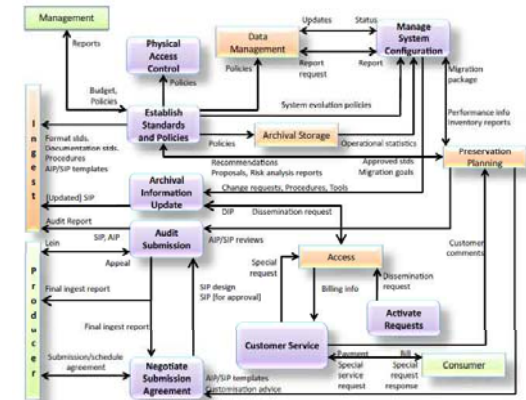 Management
Reports
Physical
Access
Control
Policies
Data
Management
Updates
Status
Report
request
Report
Manage
System
Configuration
Migration
package
Budget,
Policies
Policies
System evolution policies
Performance info
Inventory reports
Ingest
Format stds.
Documentation stds.
Procedures
AIP/SIP templates
Establish
Standards
and Policies
Policies
Archival Storage
Operational statistics
Recommendations
Proposals, Risk analysis reports
Approved stds
Migration goals
Preservation
Planning
Archival
Information
Update
Change requests, Procedures, Tools
[Updated] SIP
DIP
Dissemination request
Audit Report
Lein
SIP, AIP
Appeal
Audit
Submission
AIP/SIP reviews
Special
request
Access
Customer
comments
Dissemination
request
Billing info
Producer
Final ingest report
Final ingest report
SIP design
SIP [for approval]
Activate
Requests
Customer Service
Submission/schedule
agreement
Negotiate
Submission
Agreement
AIP/SIP templates
Customisation advice
Payment
Special
service
request
Bill
Special
request
response
Consumer